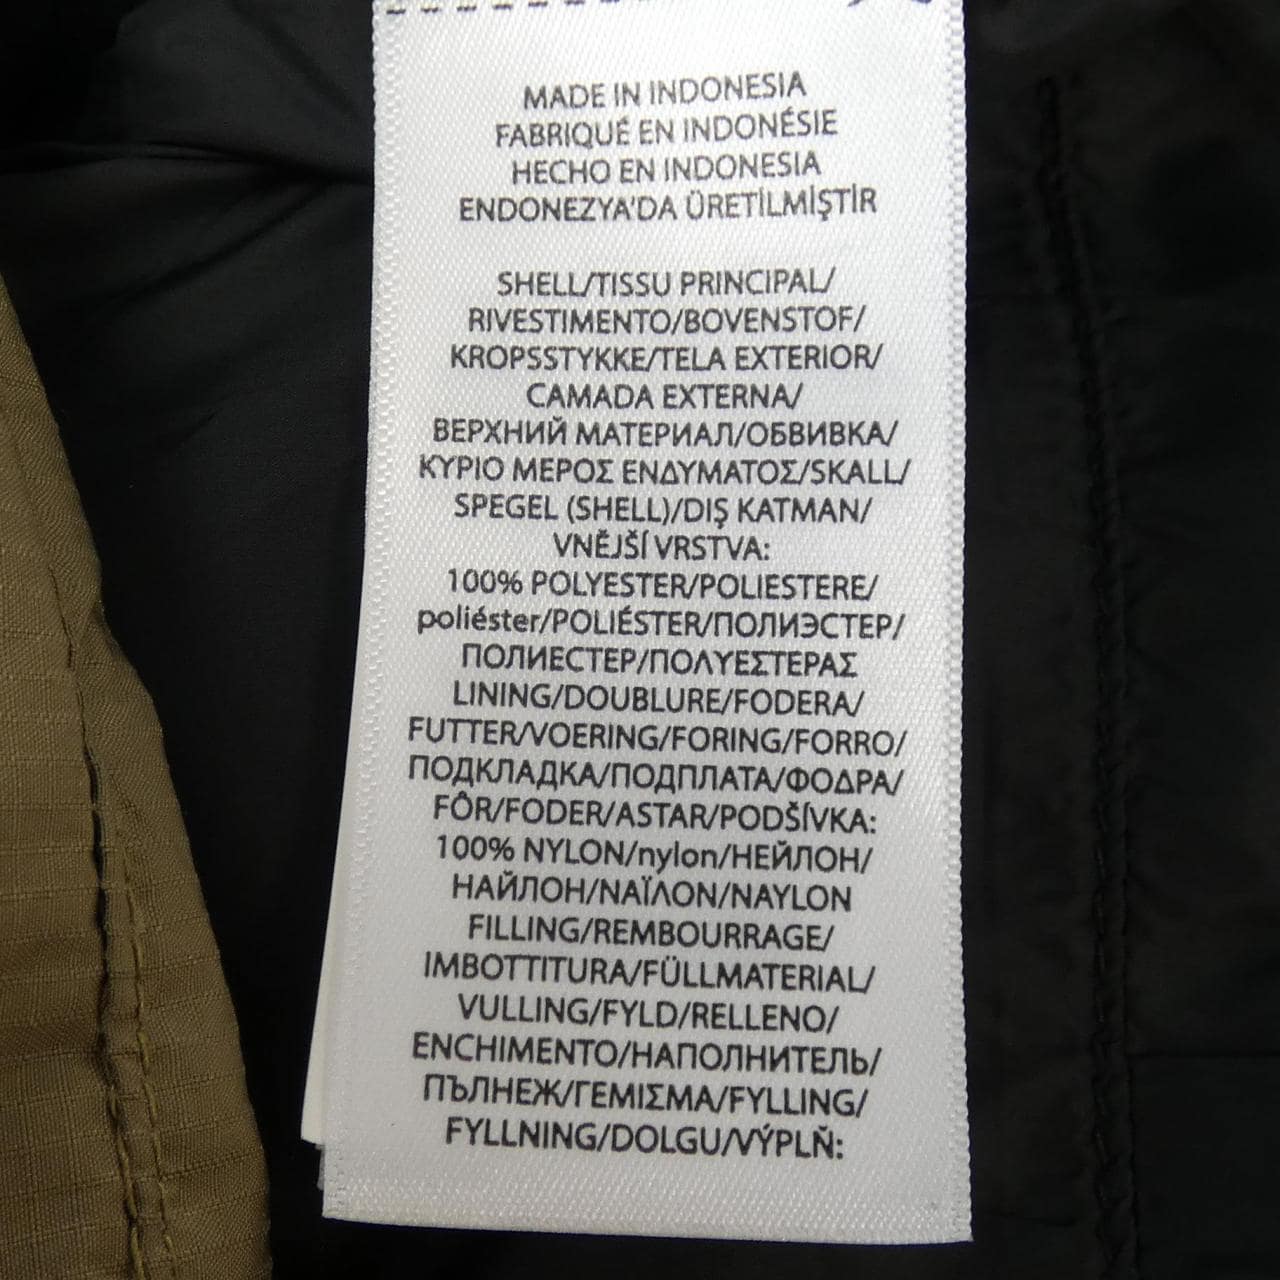 MADE IN INDONESIA
FABRIQUÉ EN INDONÉSIE
HECHO EN INDONESIA
ENDONEZYA'DA ÜRETİLMİŞTİR
SHELL/TISSU PRINCIPAL/
RIVESTIMENTO/BOVENSTOF/
KROPSSTYKKE/TELA EXTERIOR/
CAMADA EXTERNA/
ВЕРХНИЙ МАТЕРИАЛ/ОБВИВКА/
ΚΥΡΙΟ ΜΕΡΟΣ ΕΝΔΥΜΑΤΟΣ/SKALL/
SPEGEL (SHELL)/DIŞ KATMAN/
VNĚJŠÍ VRSTVA:
100% POLYESTER/POLIESTERE/
poliéster/POLIÉSTER/ПОЛИЭСТЕР/
ПОЛИЕСТЕР/ΠΟΛΥΕΣΤΕΡΑΣ
LINING/DOUBLURE/FODERA/
FUTTER/VOERING/FORING/FORRO/
ПОДКЛАДКА/ПОДПЛАТА/ΦΟΔΡΑ/
FÔR/FODER/ASTAR/PODŠÍVKA:
100% NYLON/nylon/НЕЙЛОН/
НАЙЛОН/ΝΑΪΛΟΝ/NAYLON
FILLING/REMBOURRAGE/
IMBOTTITURA/FÜLLMATERIAL/
VULLING/FYLD/RELLENO/
ENCHIMENTO/НАПОЛНИТЕЛЬ/
ПЪЛНЕЖ/ΓΕΜΙΣΜΑ/FYLLING/
FYLLNING/DOLGU/VÝPLŇ: